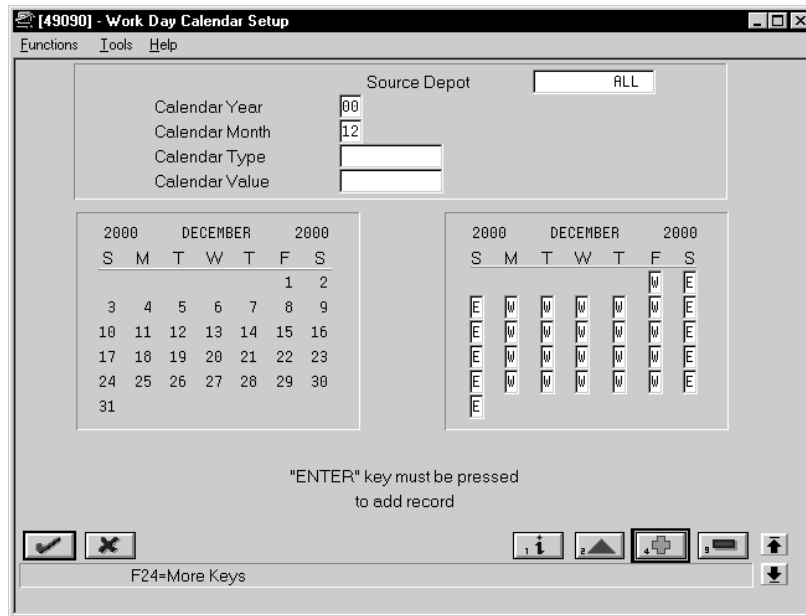 [49090] - Work Day Calendar Setup
Functions Tools Help
Source Depot ALL
Calendar Year 00
Calendar Month 12
Calendar Type
Calendar Value
2000 DECEMBER 2000
S M T W T F S
1 2
3 4 5 6 7 8 9
10 11 12 13 14 15 16
17 18 19 20 21 22 23
24 25 26 27 28 29 30
31
2000 DECEMBER 2000
S M T W T F S
W E
E W W W W W E
E W W W W W E
E W W W W W E
E W W W W W E
E
"ENTER" key must be pressed
to add record
1 i 2 4 9
F24=More Keys